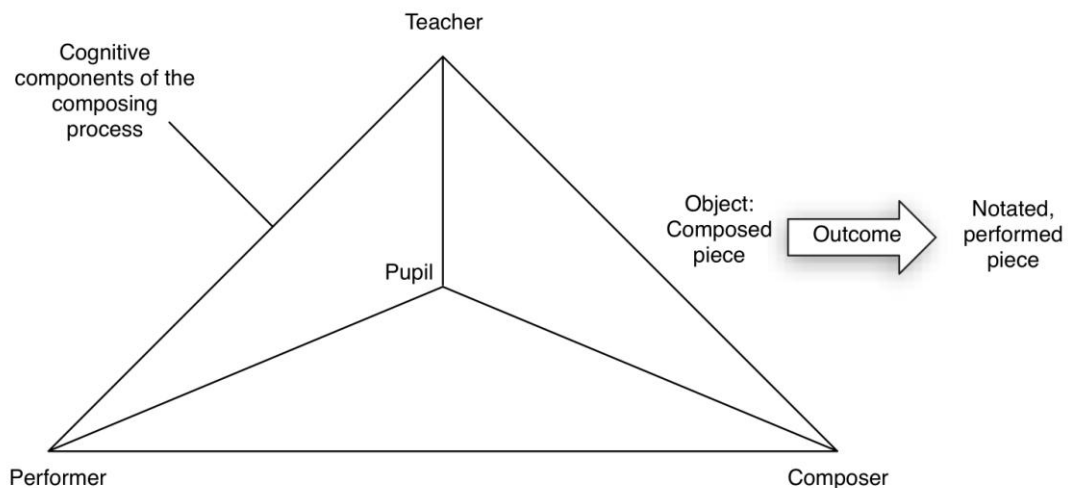 Teacher
Cognitive
components of the
composing
process
Object:
Composed
piece
Outcome
Notated,
performed
piece
Pupil
Performer
Composer